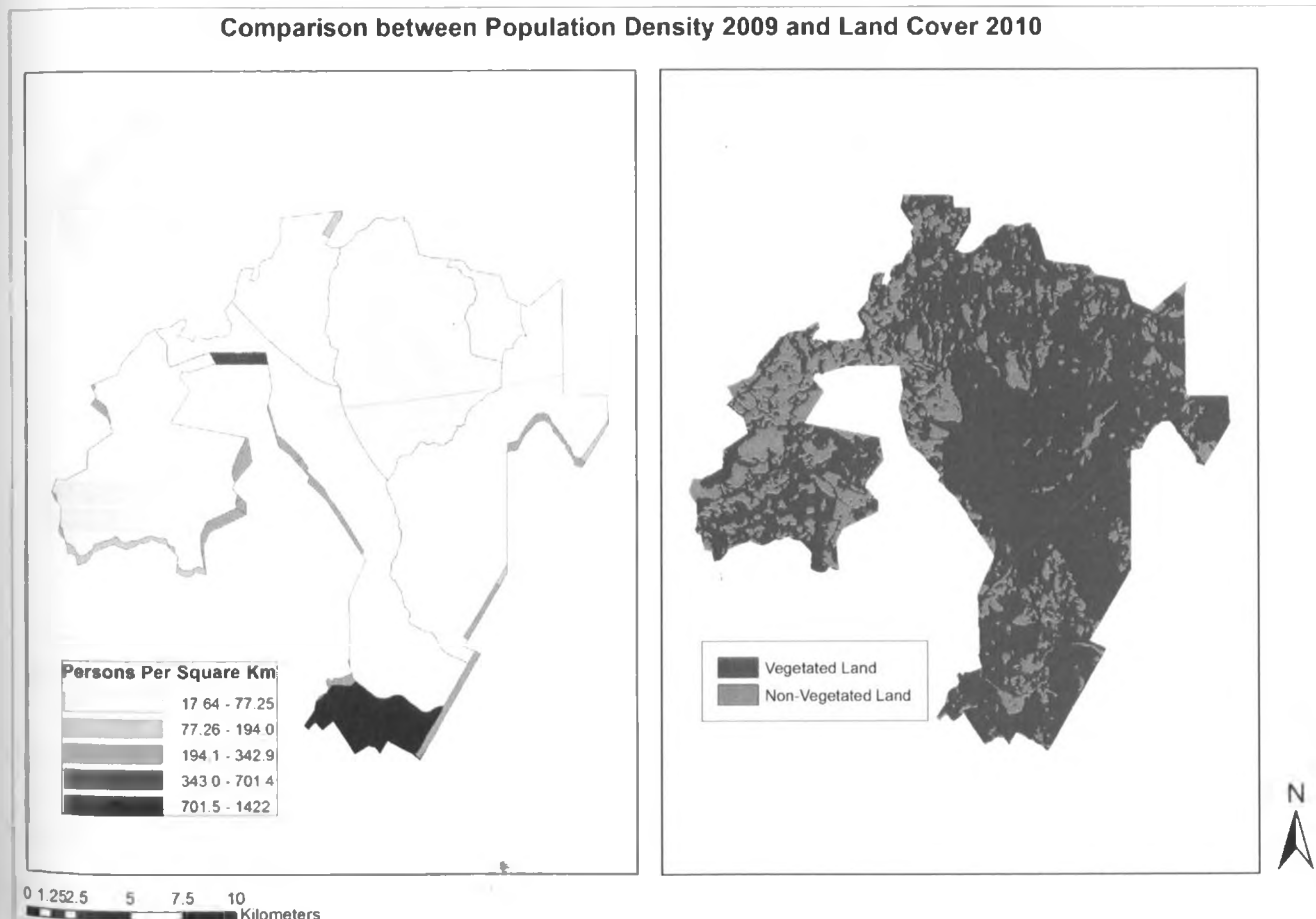 Comparison between Population Density 2009 and Land Cover 2010
Persons Per Square Km
17 64 - 77.25
77.26 - 194.0
194.1 - 342.9
343 0 - 701 4
701.5 - 1422
Vegetated Land
Non-Vegetated Land
N
0 1.252.5 5 7.5 10
Kilometers